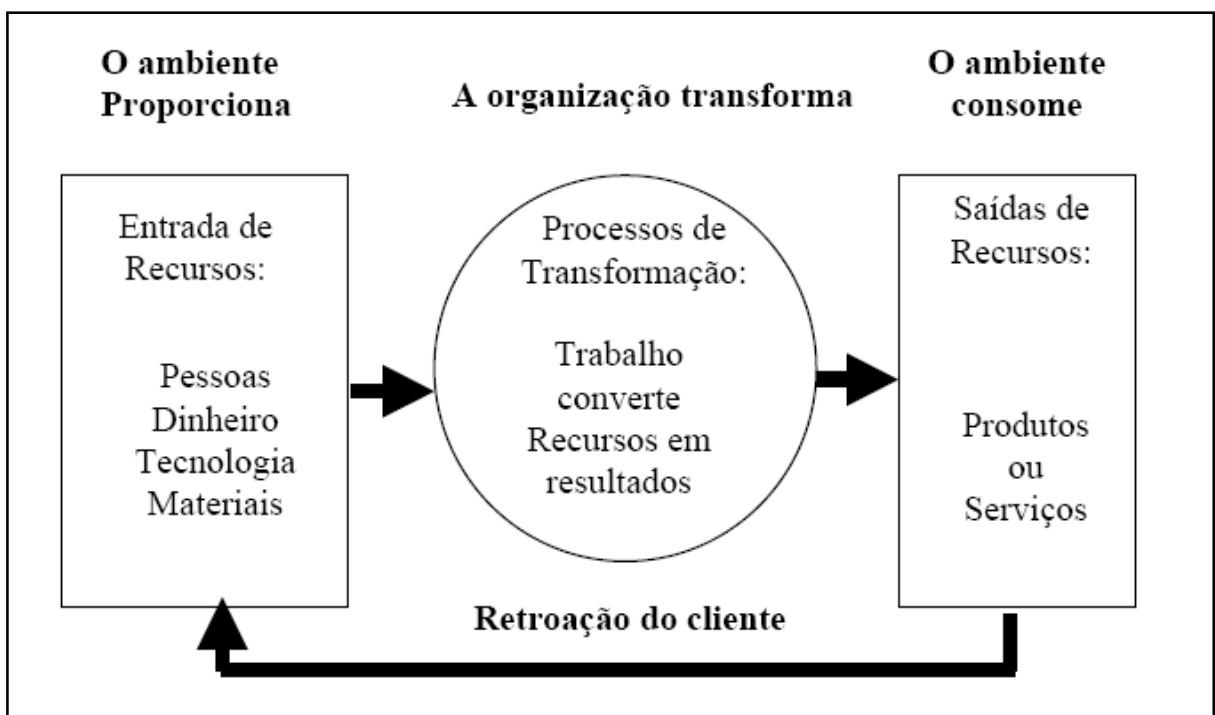 O ambiente
Proporciona
A organização transforma
O ambiente
consome
Entrada de
Recursos:
Pessoas
Dinheiro
Tecnologia
Materiais
Processos de
Transformação:
Trabalho
converte
Recursos em
resultados
Saídas de
Recursos:
Produtos
ou
Serviços
Retroação do cliente